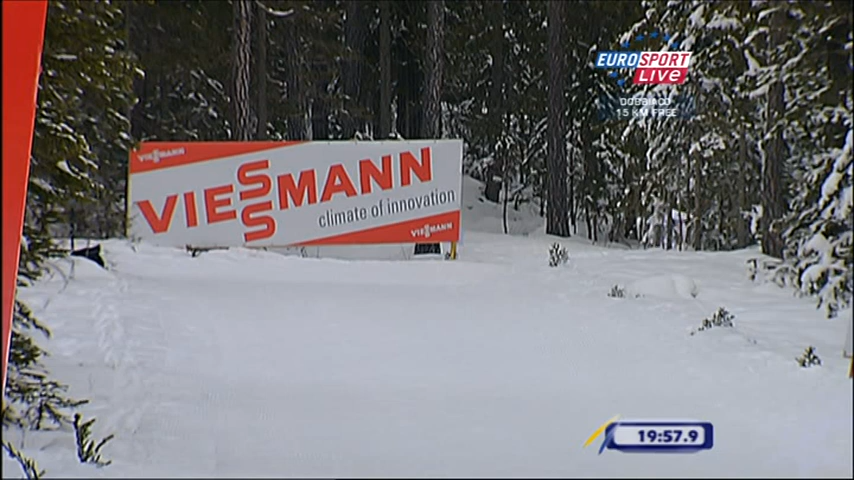 EUROSPORT
LIVE
DOBBIACO
15 KM FREE
VIESSMANN
VIESSMANN
climate of innovation
VIESSMANN
19:57.9